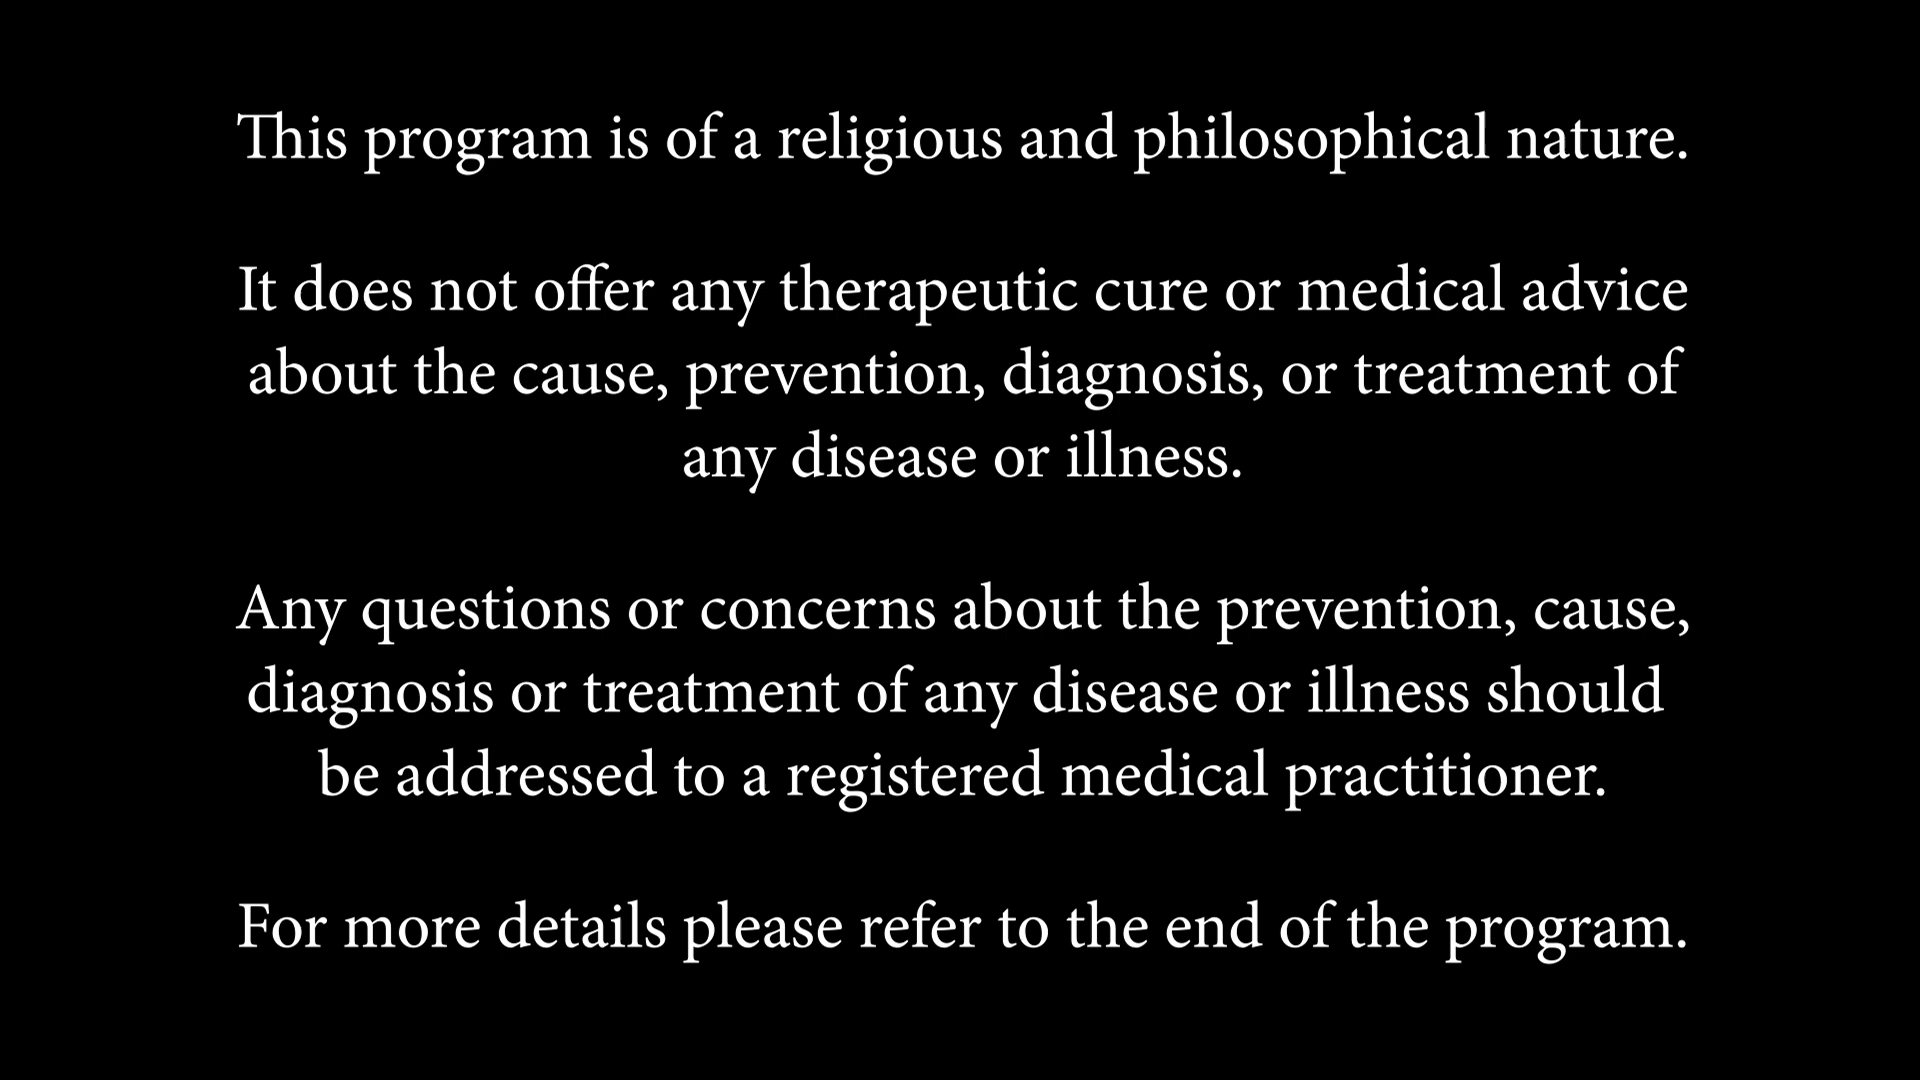 This program is of a religious and philosophical nature.
It does not offer any therapeutic cure or medical advice
about the cause, prevention, diagnosis, or treatment of
any disease or illness.
Any questions or concerns about the prevention, cause,
diagnosis or treatment of any disease or illness should
be addressed to a registered medical practitioner.
For more details please refer to the end of the program.